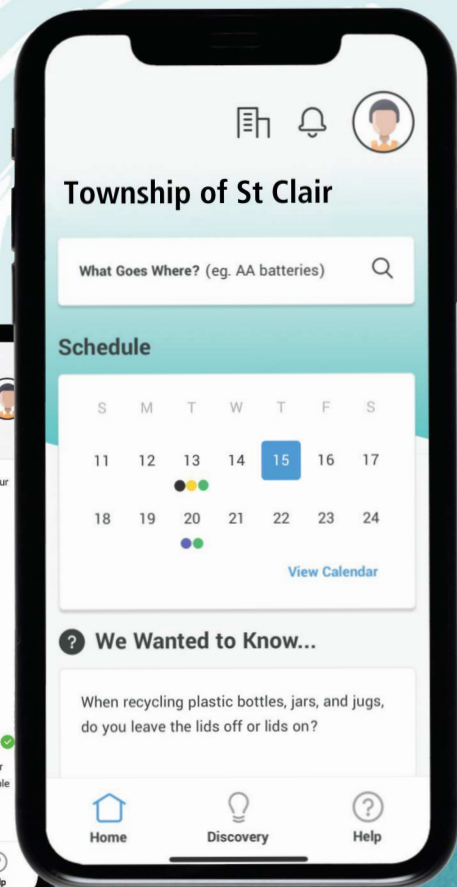 Township of St Clair
What Goes Where? (eg. AA batteries)
Schedule
S M T W T F S
11 12 13 14 15 16 17
18 19 20 21 22 23 24
View Calendar
? We Wanted to Know...
When recycling plastic bottles, jars, and jugs,
do you leave the lids off or lids on?
Home Discovery ? Help